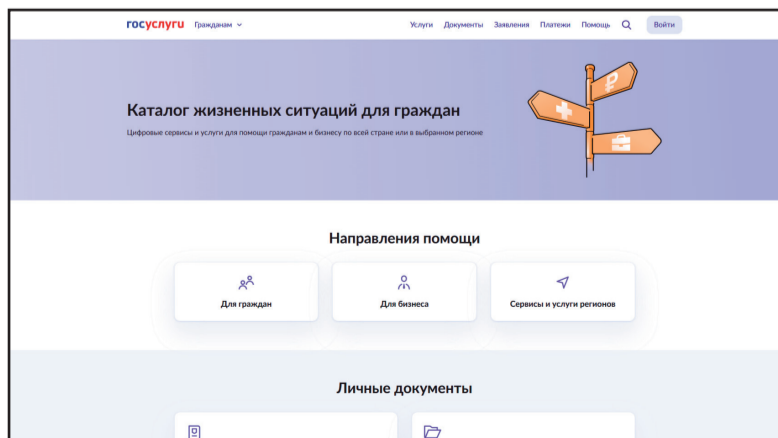 госуслуги Гражданам Услуги Документы Заявления Платежи Помощь Войти
Каталог жизненных ситуаций для граждан
Цифровые сервисы и услуги для помощи гражданам и бизнесу по всей стране или в выбранном регионе
Направления помощи
Для граждан Для бизнеса Сервисы и услуги регионов
Личные документы